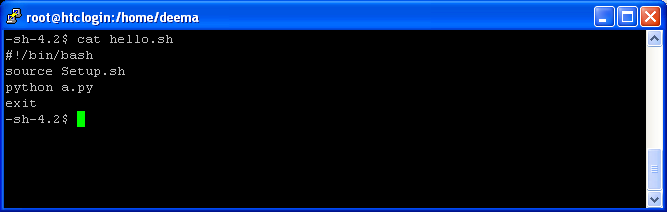 root@htclogin:/home/deema
-sh-4.2$ cat hello.sh
#!/bin/bash
source Setup.sh
python a.py
exit
-sh-4.2$